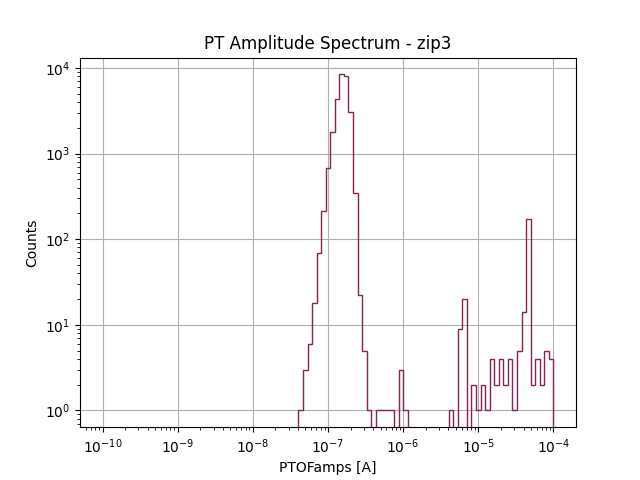 PT Amplitude Spectrum - zip3
Counts
10⁴
10³
10²
10¹
10⁰
10⁻¹⁰ 10⁻⁹ 10⁻⁸ 10⁻⁷ 10⁻⁶ 10⁻⁵ 10⁻⁴
PTOFamps [A]